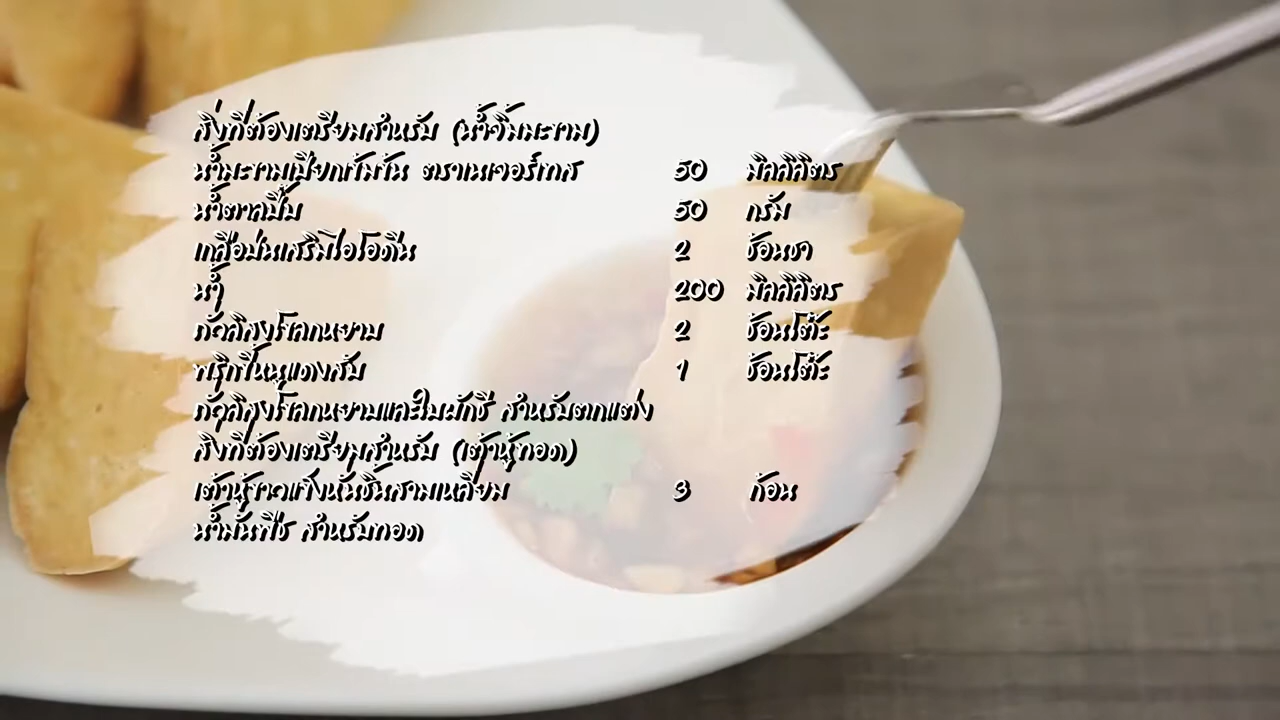 สิ่งที่ต้องเตรียมสำหรับ (น้ำจิ้มมะขาม)
น้ำมะขามเปียกเข้มข้น ตราเนเจอร์เทส 50 มิลลิลิตร
น้ำตาลปี๊บ 50 กรัม
เกลือป่นเสริมไอโอดีน 2 ช้อนชา
น้ำ 200 มิลลิลิตร
ถั่วลิสงโขลกหยาบ 2 ช้อนโต๊ะ
พริกขี้หนูแดงสับ 1 ช้อนโต๊ะ
ถั่วลิสงโขลกหยาบและใบผักชี สำหรับตกแต่ง
สิ่งที่ต้องเตรียมสำหรับ (เต้าหู้ทอด)
เต้าหู้ขาวแข็งหั่นชิ้นสามเหลี่ยม 3 ก้อน
น้ำมันพืช สำหรับทอด